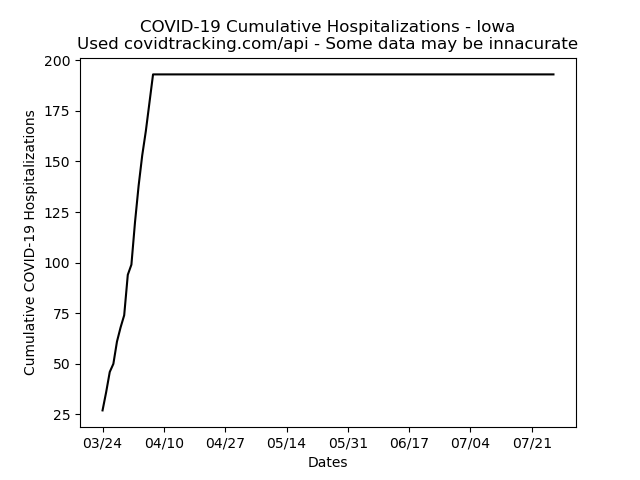 COVID-19 Cumulative Hospitalizations - Iowa
Used covidtracking.com/api - Some data may be innacurate
200
175
150
125
100
75
50
25
Cumulative COVID-19 Hospitalizations
03/24 04/10 04/27 05/14 05/31 06/17 07/04 07/21
Dates